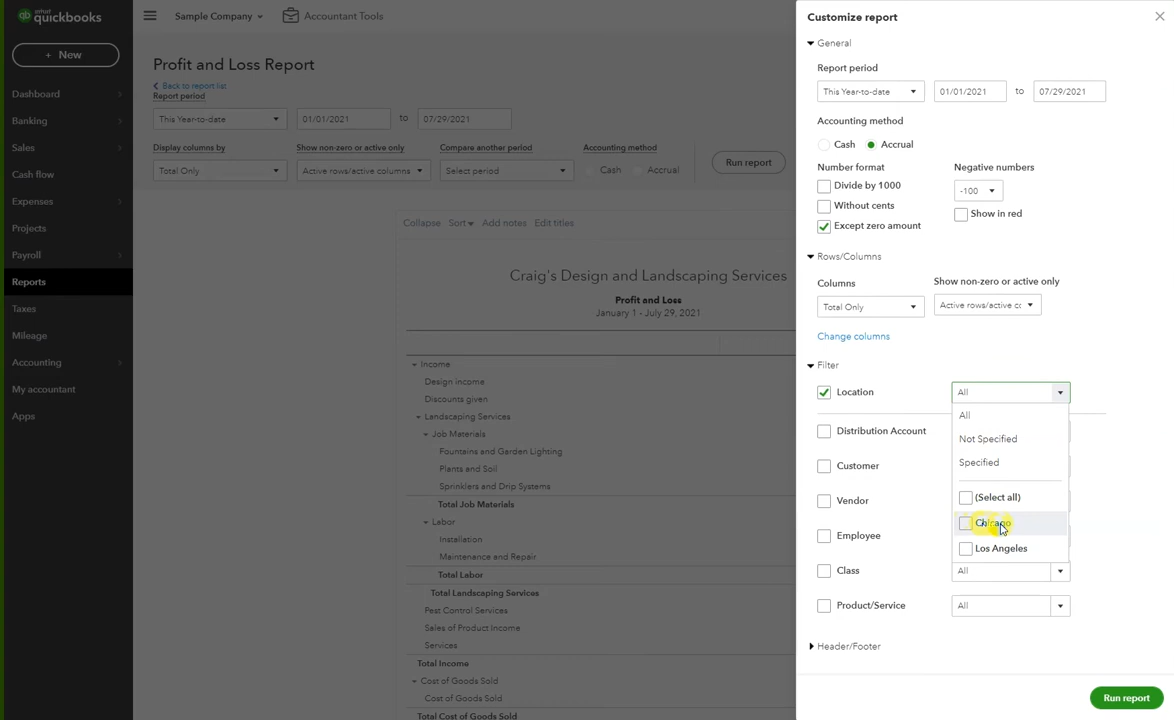 intuit quickbooks
Sample Company
Accountant Tools
+ New
Dashboard
Banking
Sales
Cash flow
Expenses
Projects
Payroll
Reports
Taxes
Mileage
Accounting
My accountant
Apps
Profit and Loss Report
Back to report list
Report period
This Year-to-date
01/01/2021
to
07/29/2021
Display columns by
Show non-zero or active only
Compare another period
Accounting method
Total Only
Active rows/active columns
Select period
Cash
Accrual
Run report
Collapse
Sort
Add notes
Edit titles
Craig's Design and Landscaping Services
Profit and Loss
January 1 - July 29, 2021
Income
Design income
Discounts given
Landscaping Services
Job Materials
Fountains and Garden Lighting
Plants and Soil
Sprinklers and Drip Systems
Total Job Materials
Labor
Installation
Maintenance and Repair
Total Labor
Total Landscaping Services
Pest Control Services
Sales of Product Income
Services
Total Income
Cost of Goods Sold
Cost of Goods Sold
Total Cost of Goods Sold
Customize report
General
Report period
This Year-to-date
01/01/2021
to
07/29/2021
Accounting method
Cash
Accrual
Number format
Negative numbers
Divide by 1000
-100
Without cents
Show in red
Except zero amount
Rows/Columns
Columns
Show non-zero or active only
Total Only
Active rows/active cc
Change columns
Filter
Location
All
All
Not Specified
Specified
(Select all)
Chicago
Los Angeles
Distribution Account
Customer
Vendor
Employee
Class
All
Product/Service
All
Header/Footer
Run report